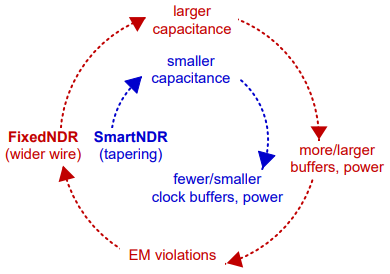 larger
capacitance
smaller
capacitance
FixedNDR
(wider wire)
SmartNDR
(tapering)
more/larger
buffers, power
fewer/smaller
clock buffers, power
EM violations